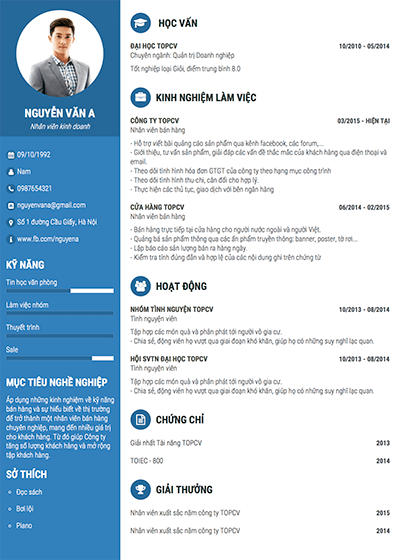 NGUYỄN VĂN A
Nhân viên kinh doanh
09/10/1992
Nam
0987654321
nguyenvana@gmail.com
Số 1 đường Cầu Giấy, Hà Nội
www.fb.com/nguyena
KỸ NĂNG
Tin học văn phòng
Làm việc nhóm
Thuyết trình
Sale
MỤC TIÊU NGHỀ NGHIỆP
Áp dụng những kinh nghiệm về kỹ năng
bán hàng và sự hiểu biết về thị trường
để trở thành một nhân viên bán hàng
chuyên nghiệp, mang đến nhiều giá trị
cho khách hàng. Từ đó giúp Công ty
tăng số lượng khách hàng và mở rộng
tập khách hàng.
SỞ THÍCH
Đọc sách
Bơi lội
Piano
HỌC VẤN
ĐẠI HỌC TOPCV 10/2010 - 05/2014
Chuyên ngành: Quản trị Doanh nghiệp
Tốt nghiệp loại Giỏi, điểm trung bình 8.0
KINH NGHIỆM LÀM VIỆC
CÔNG TY TOPCV 03/2015 - HIỆN TẠI
Nhân viên bán hàng
- Hỗ trợ viết bài quảng cáo sản phẩm qua kênh facebook, các forum,...
- Giới thiệu, tư vấn sản phẩm, giải đáp các vấn đề thắc mắc của khách hàng qua điện thoại và
email.
- Theo dõi tình hình hóa đơn GTGT của công ty theo hạng mục công trình
- Theo dõi tình hình thu chi, cân đối thu chi.
- Thực hiện các thủ tục, giao dịch với bên ngân hàng
CỬA HÀNG TOPCV 06/2014 - 02/2015
Nhân viên bán hàng
- Bán hàng trực tiếp tại cửa hàng cho người nước ngoài và người Việt.
- Quảng bá sản phẩm thông qua các ấn phẩm truyền thông: banner, poster, tờ rơi...
- Lập báo cáo sản lượng bán ra hàng ngày.
- Kiểm tra tính đúng đắn và hợp lệ của các nội dung ghi trên chứng từ
HOẠT ĐỘNG
NHÓM TÌNH NGUYỆN TOPCV 10/2013 - 08/2014
Tình nguyện viên
Tập hợp các món quà và phân phát tới người vô gia cư.
- Chia sẻ, động viên họ vượt qua giai đoạn khó khăn, giúp họ có những suy nghĩ lạc quan.
HỘI SVTN ĐẠI HỌC TOPCV 10/2013 - 08/2014
Tình nguyện viên
Tập hợp các món quà và phân phát tới người vô gia cư.
- Chia sẻ, động viên họ vượt qua giai đoạn khó khăn, giúp họ có những suy nghĩ lạc quan.
CHỨNG CHỈ
Giải nhất Tài năng TOPCV 2013
TOIEC - 800 2014
GIẢI THƯỞNG
Nhân viên xuất sắc năm công ty TOPCV 2015
Nhân viên xuất sắc năm công ty TOPCV 2014